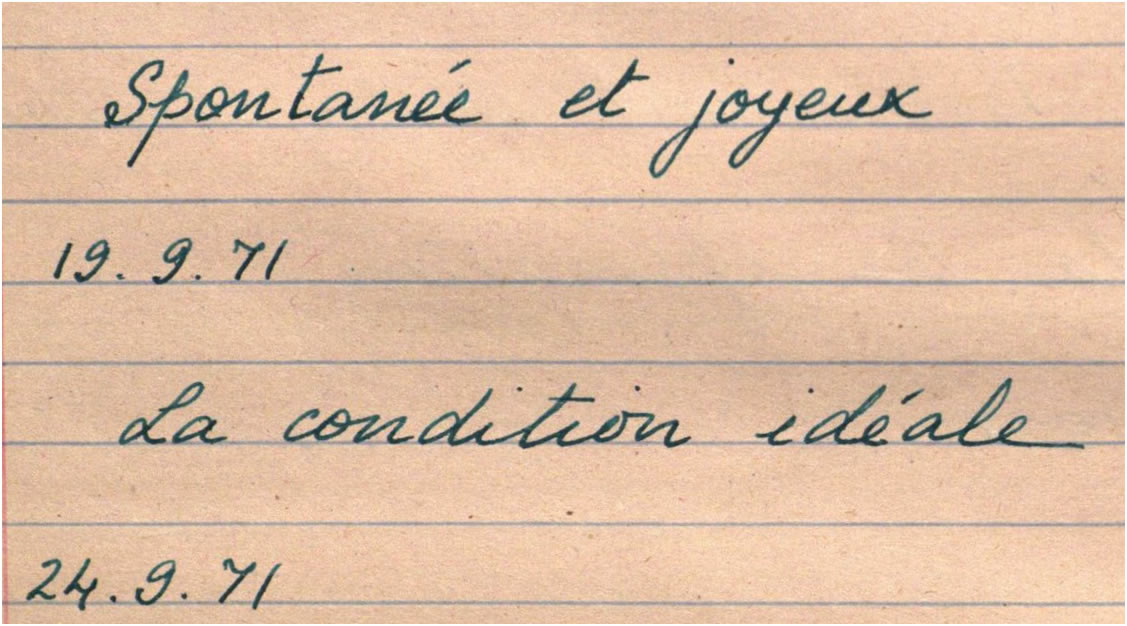 Spontanée et joyeux
19. 9. 71
La condition idéale
24. 9. 71